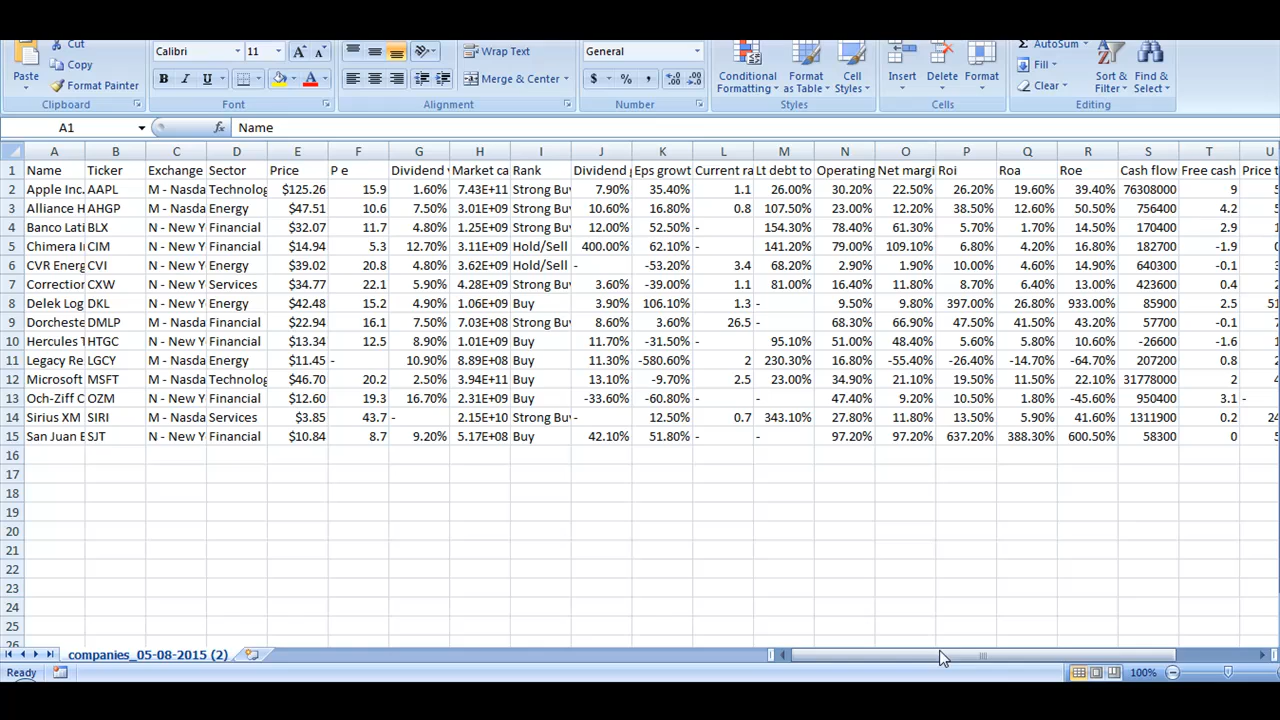 Cut
Calibri 11 A A Wrap Text General Σ AutoSum
Paste Copy Conditional Formatting Format as Table Cell Styles Insert Delete Format Fill Sort & Filter Find & Select
Format Painter B I U A Merge & Center $ % , .0 .00 .00 .0 Clear
Clipboard Font Alignment Number Styles Cells Editing
A1 fx Name
A B C D E F G H I J K L M N O P Q R S T U
1 Name Ticker Exchange Sector Price P e Dividend Market ca Rank Dividend Eps growt Current ra Lt debt to Operating Net margi Roi Roa Roe Cash flow Free cash Price t
2 Apple Inc. AAPL M - Nasda Technolog $125.26 15.9 1.60% 7.43E+11 Strong Buy 7.90% 35.40% 1.1 26.00% 30.20% 22.50% 26.20% 19.60% 39.40% 76308000 9
3 Alliance H AHGP M - Nasda Energy $47.51 10.6 7.50% 3.01E+09 Strong Buy 10.60% 16.80% 0.8 107.50% 23.00% 12.20% 38.50% 12.60% 50.50% 756400 4.2
4 Banco Lati BLX N - New Y Financial $32.07 11.7 4.80% 1.25E+09 Strong Buy 12.00% 52.50% - 154.30% 78.40% 61.30% 5.70% 1.70% 14.50% 170400 2.9
5 Chimera I CIM N - New Y Financial $14.94 5.3 12.70% 3.11E+09 Hold/Sell 400.00% 62.10% - 141.20% 79.00% 109.10% 6.80% 4.20% 16.80% 182700 -1.9
6 CVR Energ CVI N - New Y Energy $39.02 20.8 4.80% 3.62E+09 Hold/Sell - -53.20% 3.4 68.20% 2.90% 1.90% 10.00% 4.60% 14.90% 640300 -0.1
7 Correction CXW N - New Y Services $34.77 22.1 5.90% 4.28E+09 Strong Buy 3.60% -39.00% 1.1 81.00% 16.40% 11.80% 8.70% 6.40% 13.00% 423600 0.4
8 Delek Log DKL N - New Y Energy $42.48 15.2 4.90% 1.06E+09 Buy 3.90% 106.10% 1.3 - 9.50% 9.80% 397.00% 26.80% 933.00% 85900 2.5 51
9 Dorcheste DMLP M - Nasda Financial $22.94 16.1 7.50% 7.03E+08 Strong Buy 8.60% 3.60% 26.5 - 68.30% 66.90% 47.50% 41.50% 43.20% 57700 -0.1
10 Hercules T HTGC N - New Y Financial $13.34 12.5 8.90% 1.01E+09 Buy 11.70% -31.50% - 95.10% 51.00% 48.40% 5.60% 5.80% 10.60% -26600 -1.6
11 Legacy Re LGCY M - Nasda Energy $11.45 - 10.90% 8.89E+08 Buy 11.30% -580.60% 2 230.30% 16.80% -55.40% -26.40% -14.70% -64.70% 207200 0.8
12 Microsoft MSFT M - Nasda Technolog $46.70 20.2 2.50% 3.94E+11 Buy 13.10% -9.70% 2.5 23.00% 34.90% 21.10% 19.50% 11.50% 22.10% 31778000 2
13 Och-Ziff C OZM N - New Y Financial $12.60 19.3 16.70% 2.31E+09 Buy -33.60% -60.80% - - 47.40% 9.20% 10.50% 1.80% -45.60% 950400 3.1 -
14 Sirius XM SIRI M - Nasda Services $3.85 43.7 - 2.15E+10 Strong Buy - 12.50% 0.7 343.10% 27.80% 11.80% 13.50% 5.90% 41.60% 1311900 0.2 24
15 San Juan B SJT N - New Y Financial $10.84 8.7 9.20% 5.17E+08 Buy 42.10% 51.80% - - 97.20% 97.20% 637.20% 388.30% 600.50% 58300 0
16
17
18
19
20
21
22
23
24
25
26
companies_05-08-2015 (2)
Ready 100%